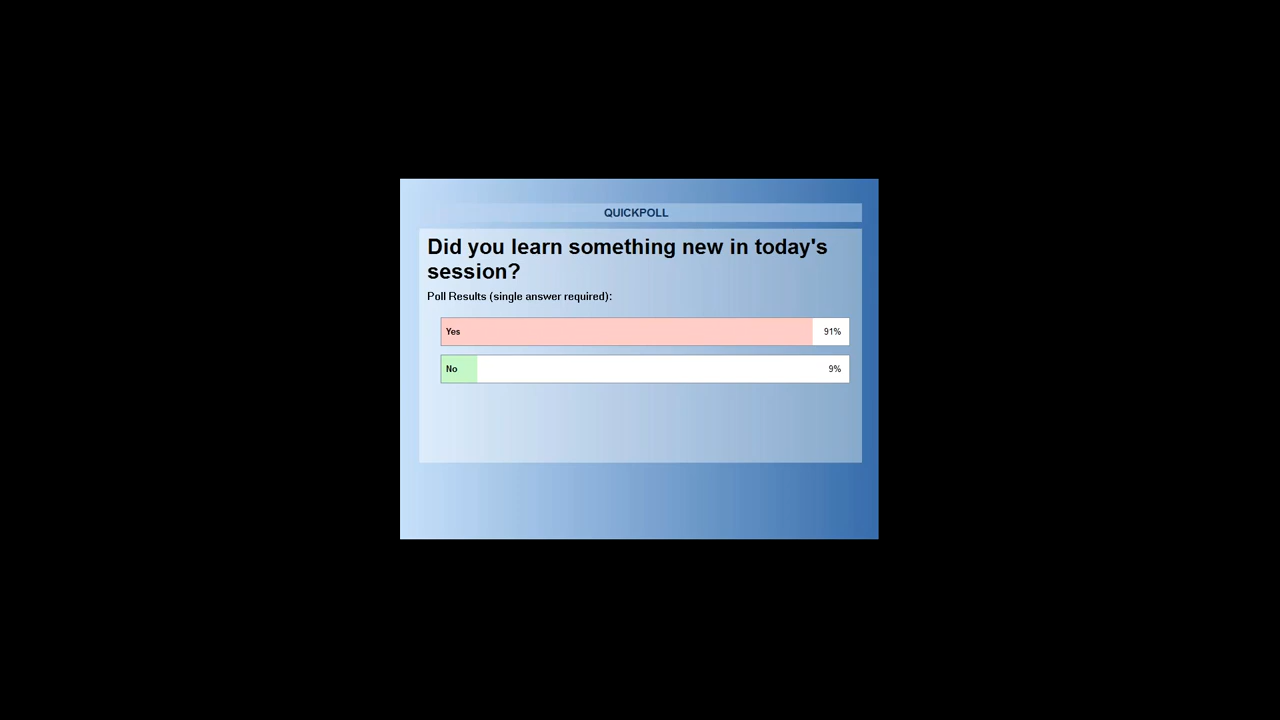 QUICKPOLL
Did you learn something new in today's
session?
Poll Results (single answer required):
Yes 91%
No 9%